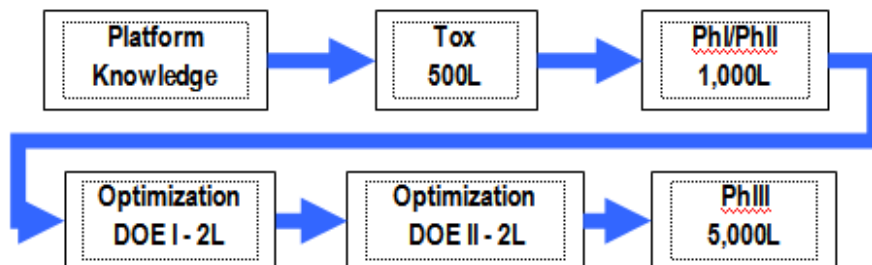 Platform
Knowledge
Tox
500L
PhI/PhII
1,000L
Optimization
DOE I - 2L
Optimization
DOE II - 2L
PhIII
5,000L